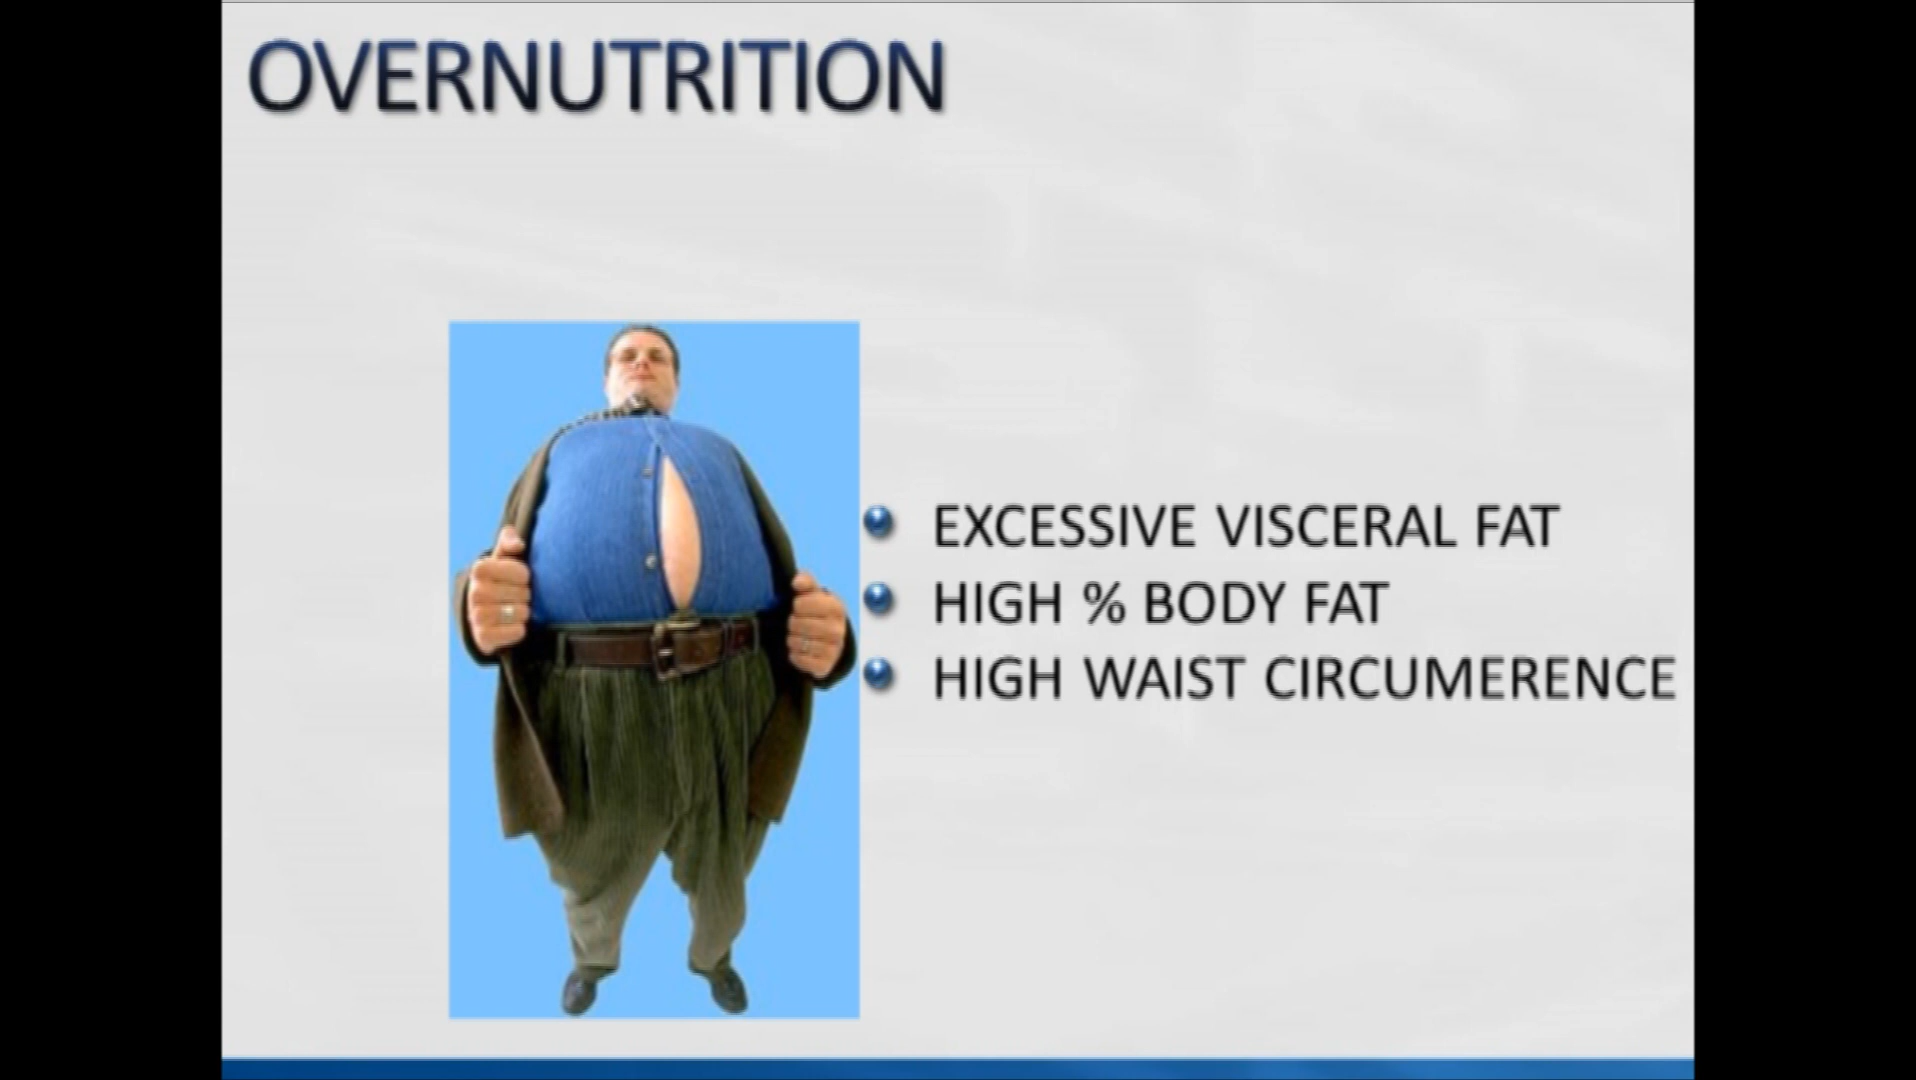 OVERNUTRITION
EXCESSIVE VISCERAL FAT
HIGH % BODY FAT
HIGH WAIST CIRCUMERENCE